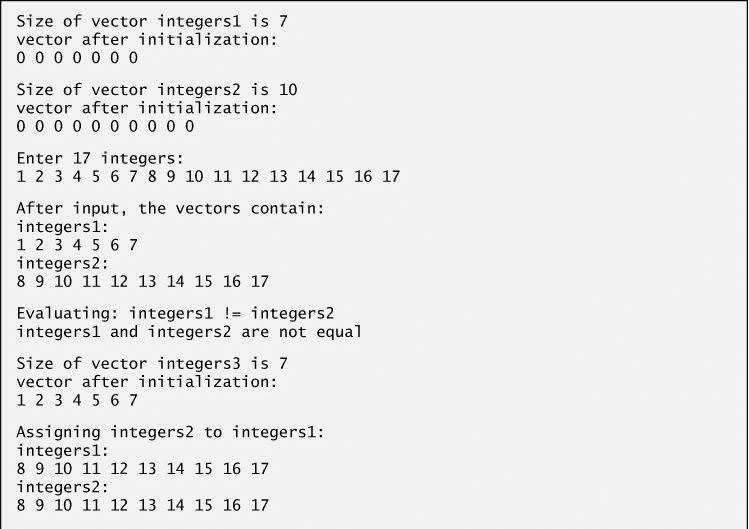 Size of vector integers1 is 7
vector after initialization:
0 0 0 0 0 0 0
Size of vector integers2 is 10
vector after initialization:
0 0 0 0 0 0 0 0 0 0
Enter 17 integers:
1 2 3 4 5 6 7 8 9 10 11 12 13 14 15 16 17
After input, the vectors contain:
integers1:
1 2 3 4 5 6 7
integers2:
8 9 10 11 12 13 14 15 16 17
Evaluating: integers1 != integers2
integers1 and integers2 are not equal
Size of vector integers3 is 7
vector after initialization:
1 2 3 4 5 6 7
Assigning integers2 to integers1:
integers1:
8 9 10 11 12 13 14 15 16 17
integers2:
8 9 10 11 12 13 14 15 16 17